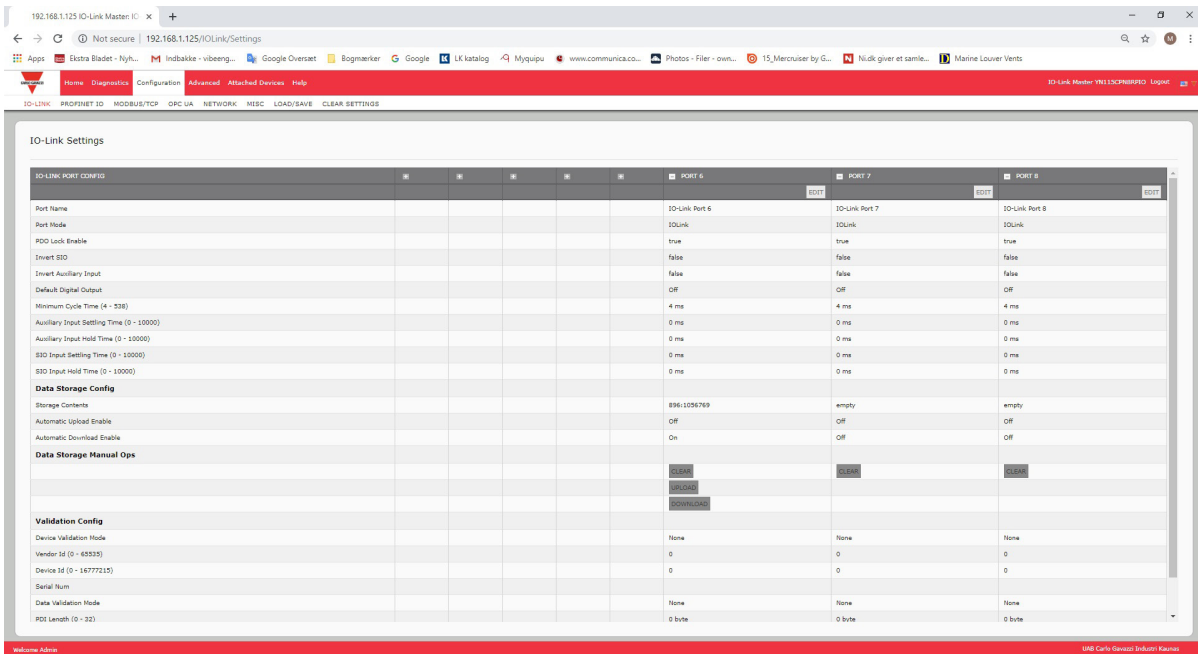 192.168.1.125 IO-Link Master: IO
Not secure | 192.168.1.125/IOLink/Settings
Apps Ekstra Bladet - Nyh... Indbakke - vibeeng... Google Oversæt Bogmærker Google LK katalog Myquipu www.communica.co... Photos - Filer - own... 15_Mercruiser by G... Ni.dk giver et samle... Marine Louver Vents
Home Diagnostics Configuration Advanced Attached Devices Help IO-Link Master YN115CPN8RPIO Logout
IO-LINK PROFINET IO MODBUS/TCP OPC UA NETWORK MISC LOAD/SAVE CLEAR SETTINGS
IO-Link Settings
IO-LINK PORT CONFIG PORT 6 PORT 7 PORT 8
EDIT EDIT EDIT
Port Name IO-Link Port 6 IO-Link Port 7 IO-Link Port 8
Port Mode IOLink IOLink IOLink
PDO Lock Enable true true true
Invert SIO false false false
Invert Auxiliary Input false false false
Default Digital Output Off Off Off
Minimum Cycle Time (4 - 538) 4 ms 4 ms 4 ms
Auxiliary Input Settling Time (0 - 10000) 0 ms 0 ms 0 ms
Auxiliary Input Hold Time (0 - 10000) 0 ms 0 ms 0 ms
SIO Input Settling Time (0 - 10000) 0 ms 0 ms 0 ms
SIO Input Hold Time (0 - 10000) 0 ms 0 ms 0 ms
Data Storage Config
Storage Contents 896:1056769 empty empty
Automatic Upload Enable Off Off Off
Automatic Download Enable On Off Off
Data Storage Manual Ops
CLEAR CLEAR CLEAR
UPLOAD
DOWNLOAD
Validation Config
Device Validation Mode None None None
Vendor Id (0 - 65535) 0 0 0
Device Id (0 - 16777215) 0 0 0
Serial Num
Data Validation Mode None None None
PDI Length (0 - 32) 0 byte 0 byte 0 byte
Welcome Admin UAB Carlo Gavazzi Industri Kaunas